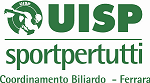 UISP
sportpertutti
Coordinamento Biliardo - Ferrara